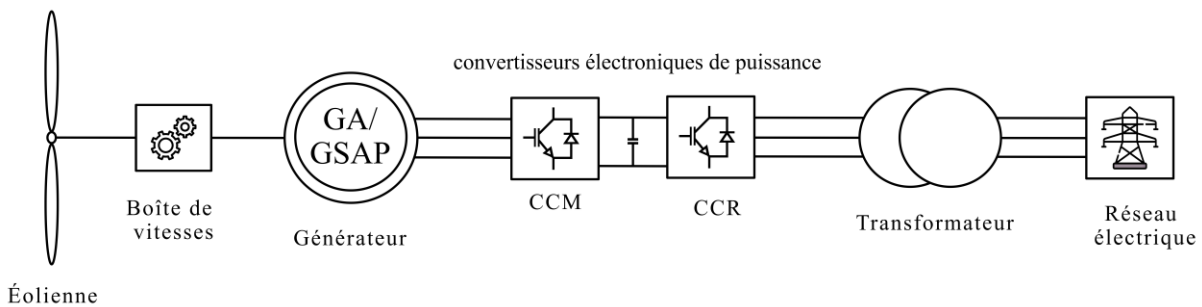 convertisseurs électroniques de puissance
GA/
GSAP
Boîte de
vitesses
Générateur
CCM
CCR
Transformateur
Réseau
électrique
Éolienne